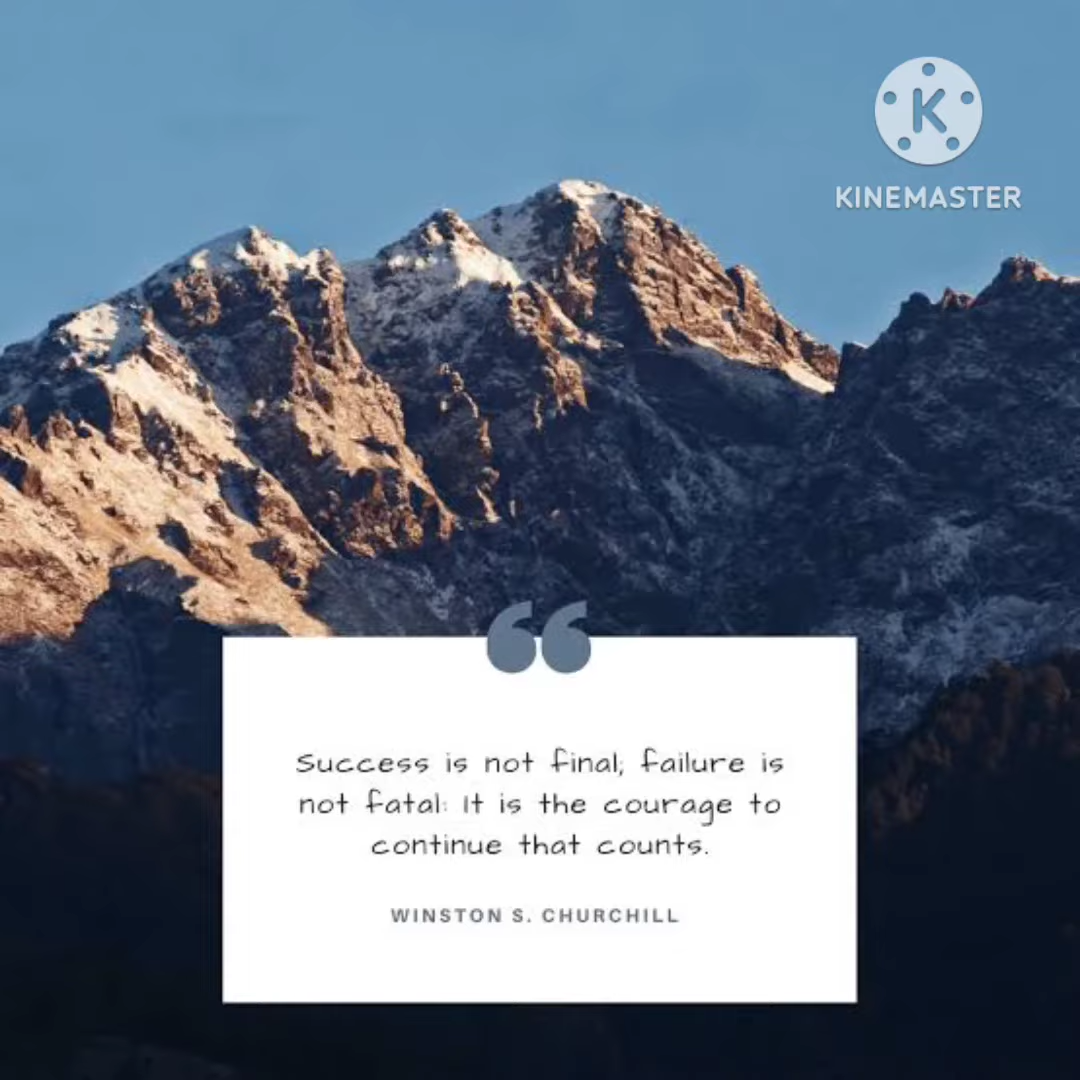 K
KINEMASTER
“
Success is not final; failure is
not fatal: It is the courage to
continue that counts.
WINSTON S. CHURCHILL